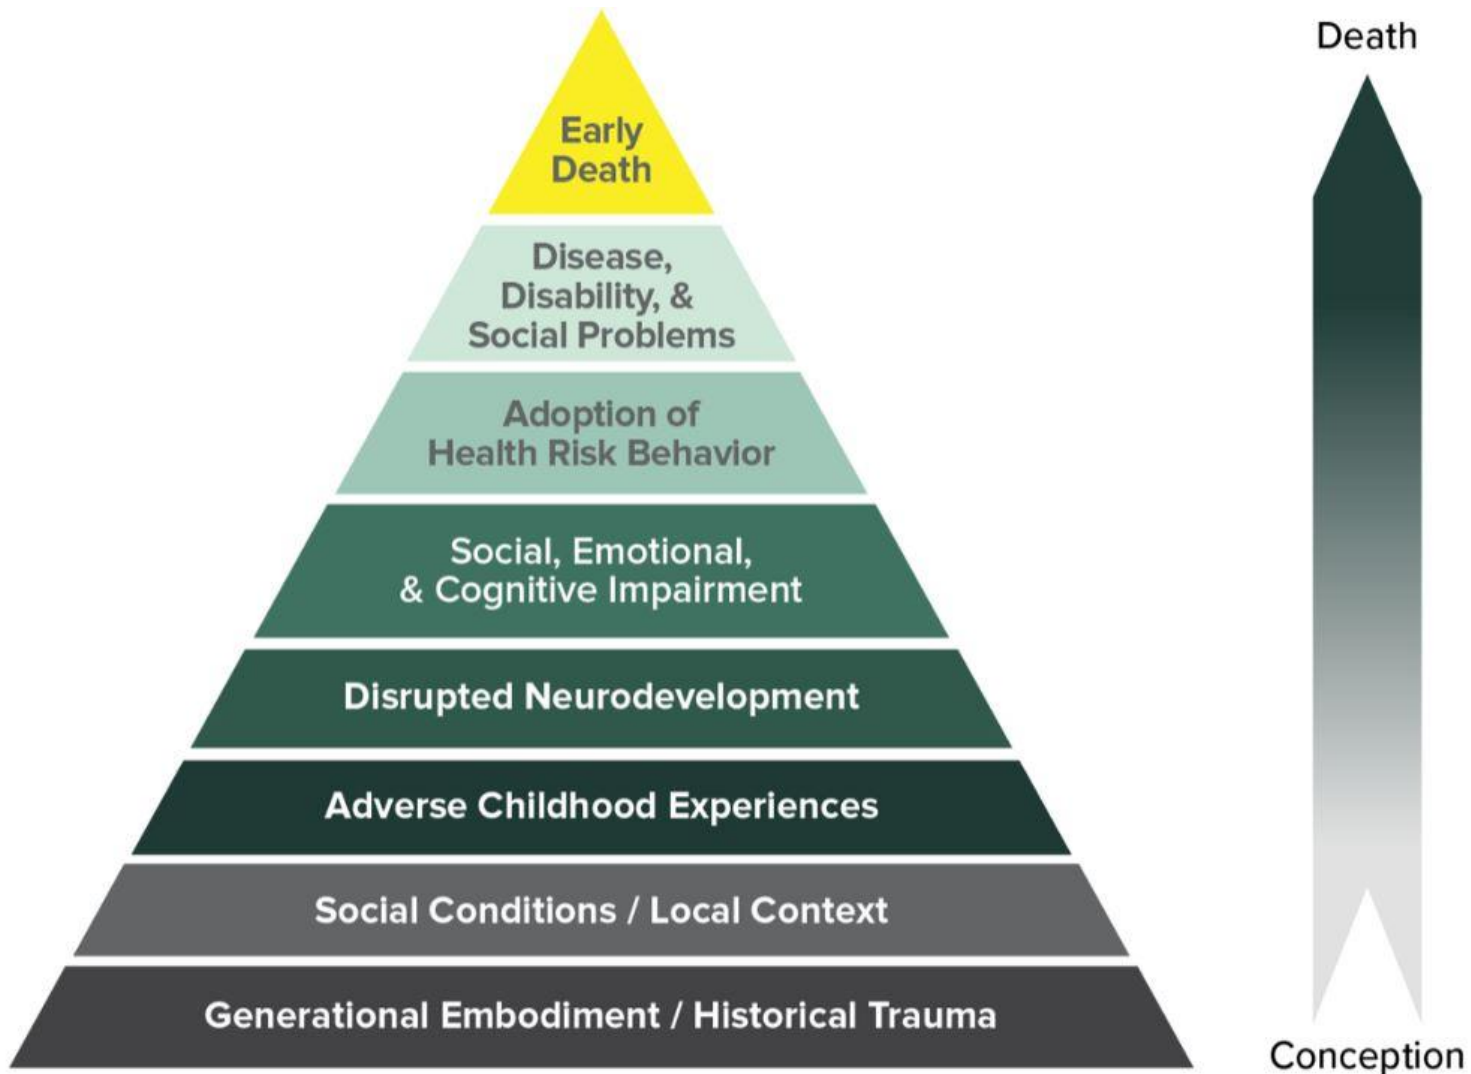 Early
Death
Disease,
Disability, &
Social Problems
Adoption of
Health Risk Behavior
Social, Emotional,
& Cognitive Impairment
Disrupted Neurodevelopment
Adverse Childhood Experiences
Social Conditions / Local Context
Generational Embodiment / Historical Trauma
Death
Conception